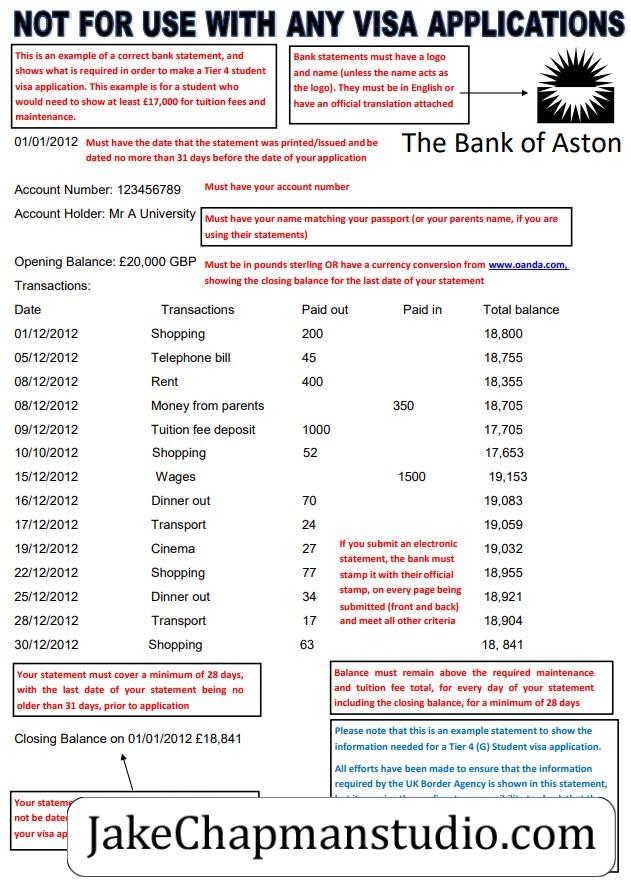 NOT FOR USE WITH ANY VISA APPLICATIONS
This is an example of a correct bank statement, and
shows what is required in order to make a Tier 4 student
visa application. This example is for a student who
would need to show at least £17,000 for tuition fees and
maintenance.
Bank statements must have a logo
and name (unless the name acts as
the logo). They must be in English or
have an official translation attached
The Bank of Aston
01/01/2012 Must have the date that the statement was printed/issued and be
dated no more than 31 days before the date of your application
Account Number: 123456789 Must have your account number
Account Holder: Mr A University
Must have your name matching your passport (or your parents name, if you are
using their statements)
Opening Balance: £20,000 GBP Must be in pounds sterling OR have a currency conversion from www.oanda.com,
showing the closing balance for the last date of your statement
Transactions:
Date Transactions Paid out Paid in Total balance
01/12/2012 Shopping 200 18,800
05/12/2012 Telephone bill 45 18,755
08/12/2012 Rent 400 18,355
08/12/2012 Money from parents 350 18,705
09/12/2012 Tuition fee deposit 1000 17,705
10/10/2012 Shopping 52 17,653
15/12/2012 Wages 1500 19,153
16/12/2012 Dinner out 70 19,083
17/12/2012 Transport 24 19,059
19/12/2012 Cinema 27 19,032
22/12/2012 Shopping 77 18,955
25/12/2012 Dinner out 34 18,921
28/12/2012 Transport 17 18,904
30/12/2012 Shopping 63 18, 841
If you submit an electronic
statement, the bank must
stamp it with their official
stamp, on every page being
submitted (front and back)
and meet all other criteria
Your statement must cover a minimum of 28 days,
with the last date of your statement being no
older than 31 days, prior to application
Balance must remain above the required maintenance
and tuition fee total, for every day of your statement
including the closing balance, for a minimum of 28 days
Closing Balance on 01/01/2012 £18,841
Please note that this is an example statement to show the
information needed for a Tier 4 (G) Student visa application.
All efforts have been made to ensure that the information
required by the UK Border Agency is shown in this statement,
Your
not be
your visa
JakeChapmanstudio.com